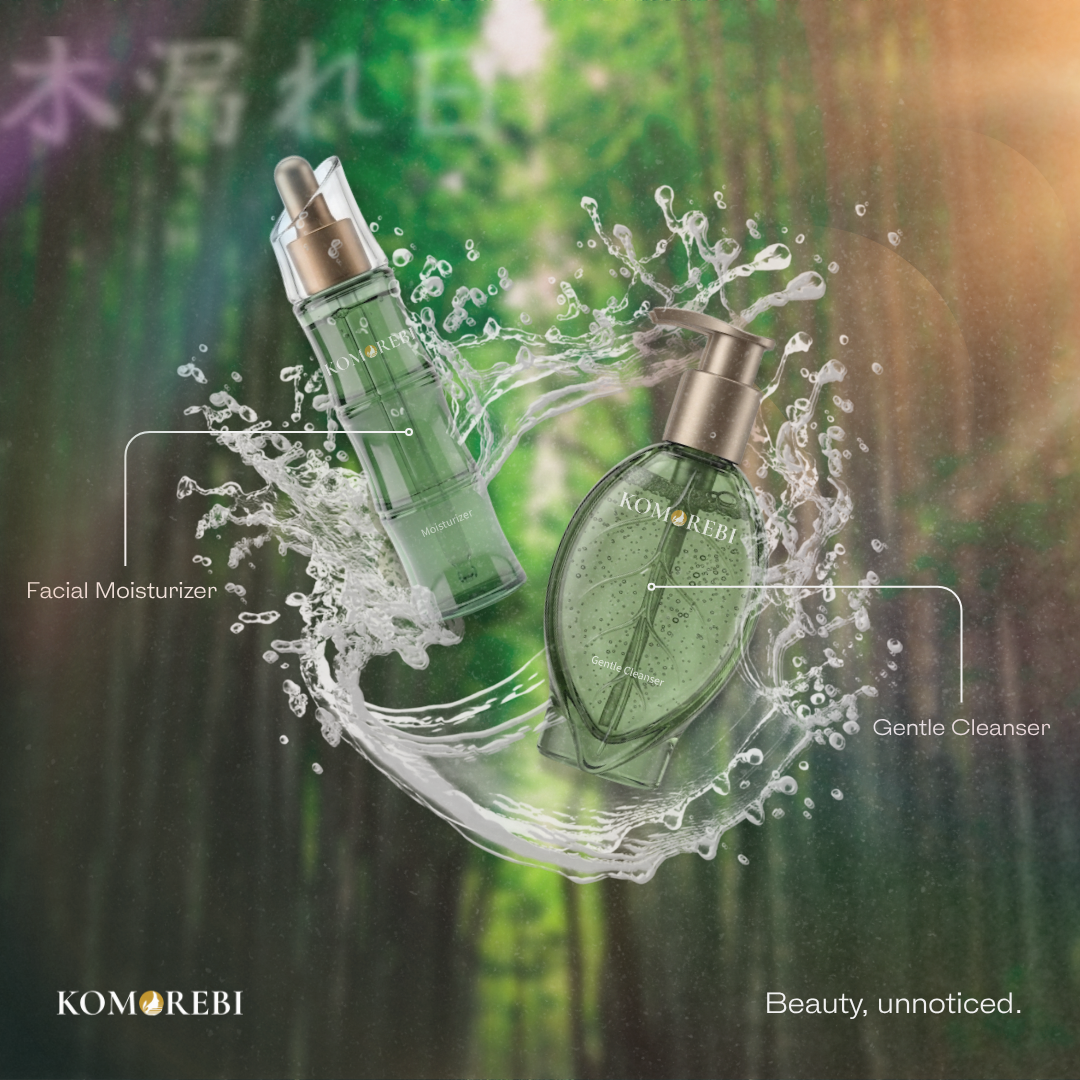 木漏れ日
KOMOREBI
Moisturizer
KOMOREBI
Gentle Cleanser
Facial Moisturizer
Gentle Cleanser
KOMOREBI
Beauty, unnoticed.